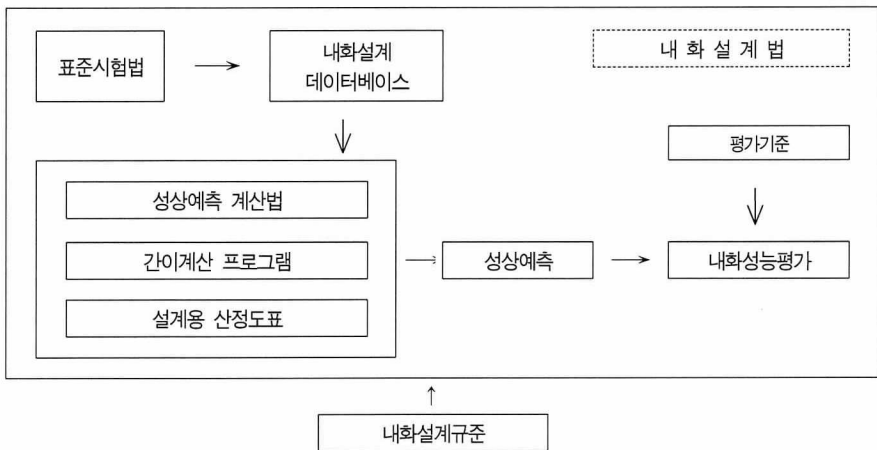 표준시험법
내화설계
데이터베이스
내 화 설 계 법
평가기준
성상예측 계산법
간이계산 프로그램
설계용 산정도표
성상예측
내화성능평가
내화설계규준